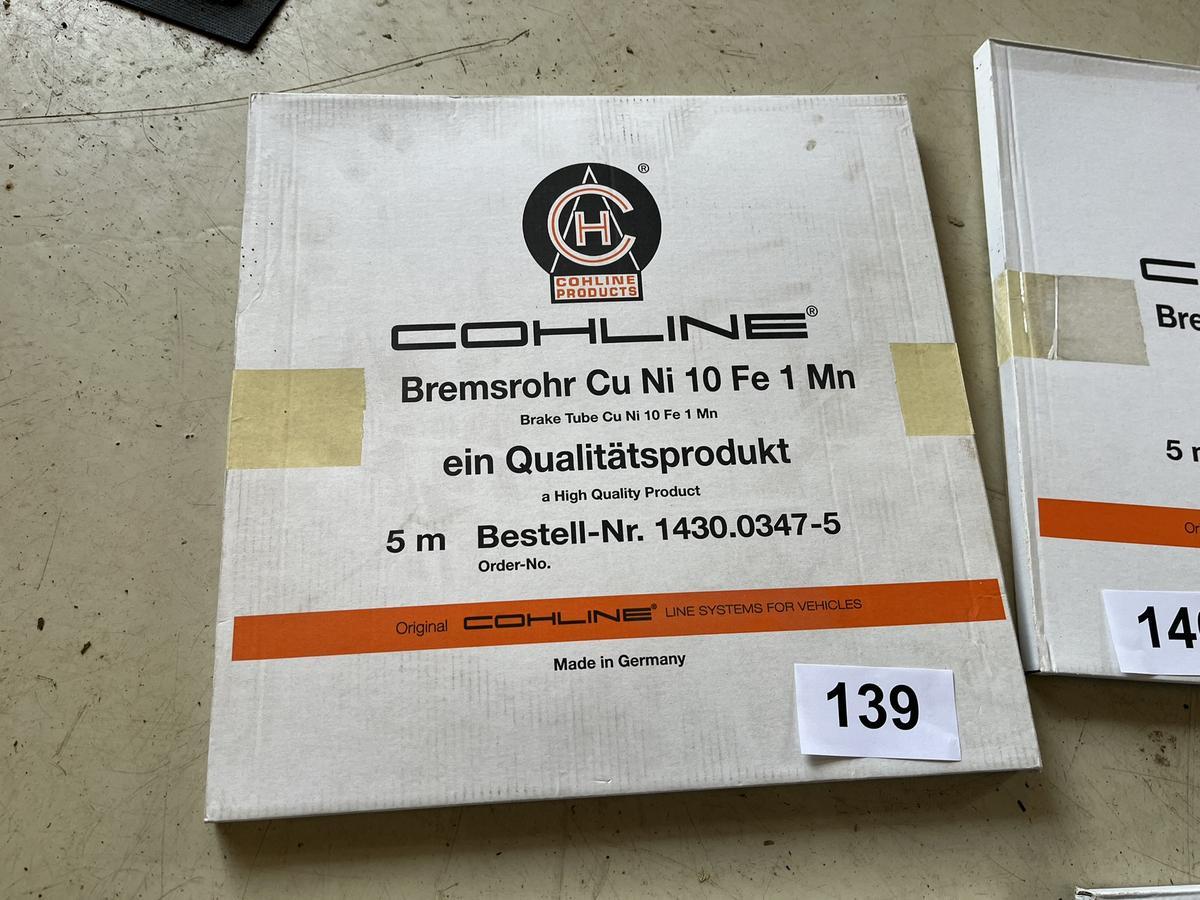 CH
®
COHLINE
PRODUCTS
COHLINE®
Bremsrohr Cu Ni 10 Fe 1 Mn
Brake Tube Cu Ni 10 Fe 1 Mn
ein Qualitätsprodukt
a High Quality Product
5 m Bestell-Nr. 1430.0347-5
Order-No.
Original COHLINE® LINE SYSTEMS FOR VEHICLES
Made in Germany
139
5